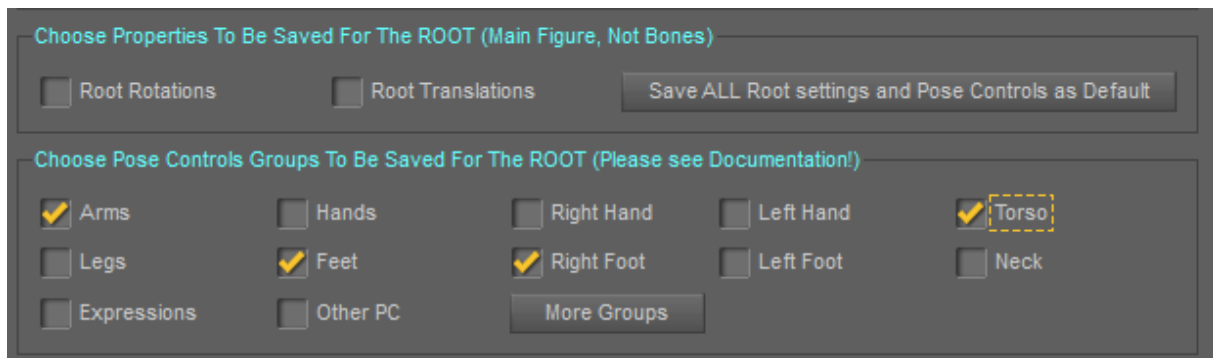 Choose Properties To Be Saved For The ROOT (Main Figure, Not Bones)
Root Rotations Root Translations Save ALL Root settings and Pose Controls as Default
Choose Pose Controls Groups To Be Saved For The ROOT (Please see Documentation!)
Arms Hands Right Hand Left Hand Torso
Legs Feet Right Foot Left Foot Neck
Expressions Other PC More Groups